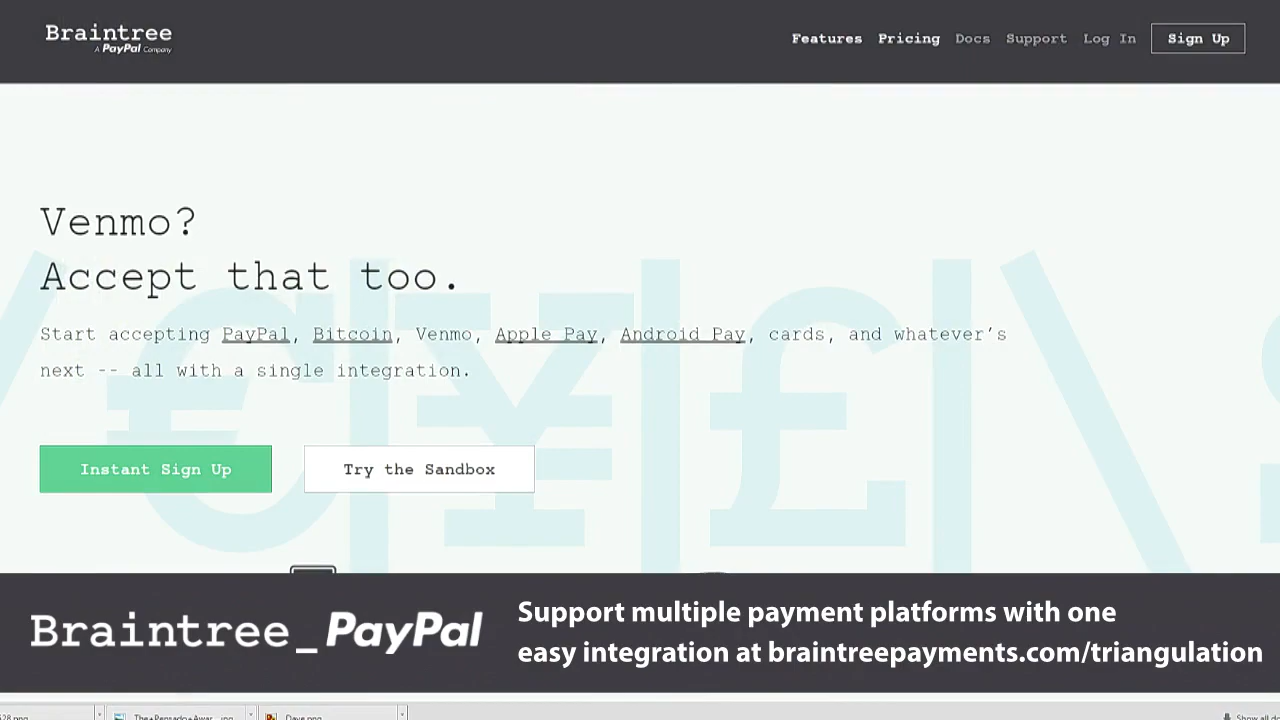 Braintree
A PayPal Company
Features Pricing Docs Support Log In Sign Up
Venmo?
Accept that too.
Start accepting PayPal, Bitcoin, Venmo, Apple Pay, Android Pay, cards, and whatever’s
next -- all with a single integration.
Instant Sign Up Try the Sandbox
Braintree_PayPal
Support multiple payment platforms with one
easy integration at braintreepayments.com/triangulation
Dave.png